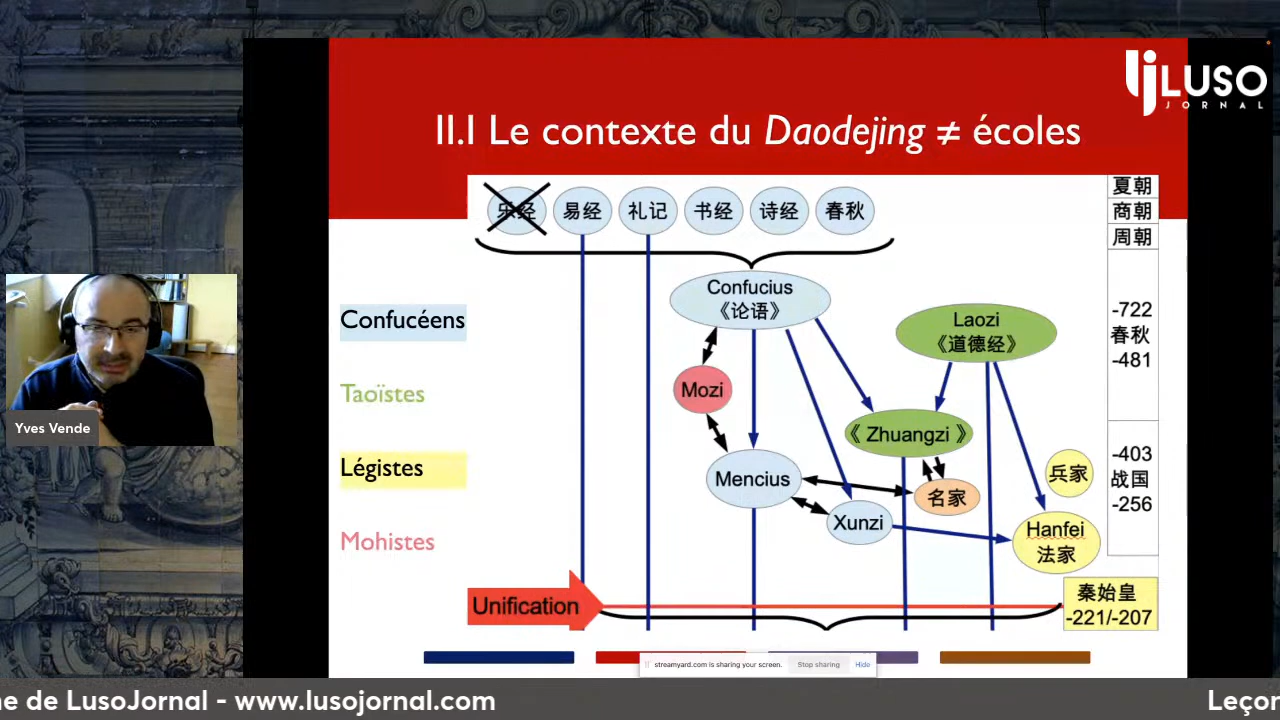 LUSO
JORNAL
II.I Le contexte du Daodejing ≠ écoles
乐经 易经 礼记 书经 诗经 春秋
夏朝
商朝
周朝
Confucius
《论语》
Laozi
《道德经》
-722
春秋
-481
Confucéens
Taoïstes
Légistes
Mohistes
Mozi
《 Zhuangzi 》
Mencius
名家
Xunzi
兵家
Hanfei
法家
-403
战国
-256
Unification
秦始皇
-221/-207
Yves Vende
streamyard.com is sharing your screen. Stop sharing Hide
ne de LusoJornal - www.lusojornal.com
Leçon